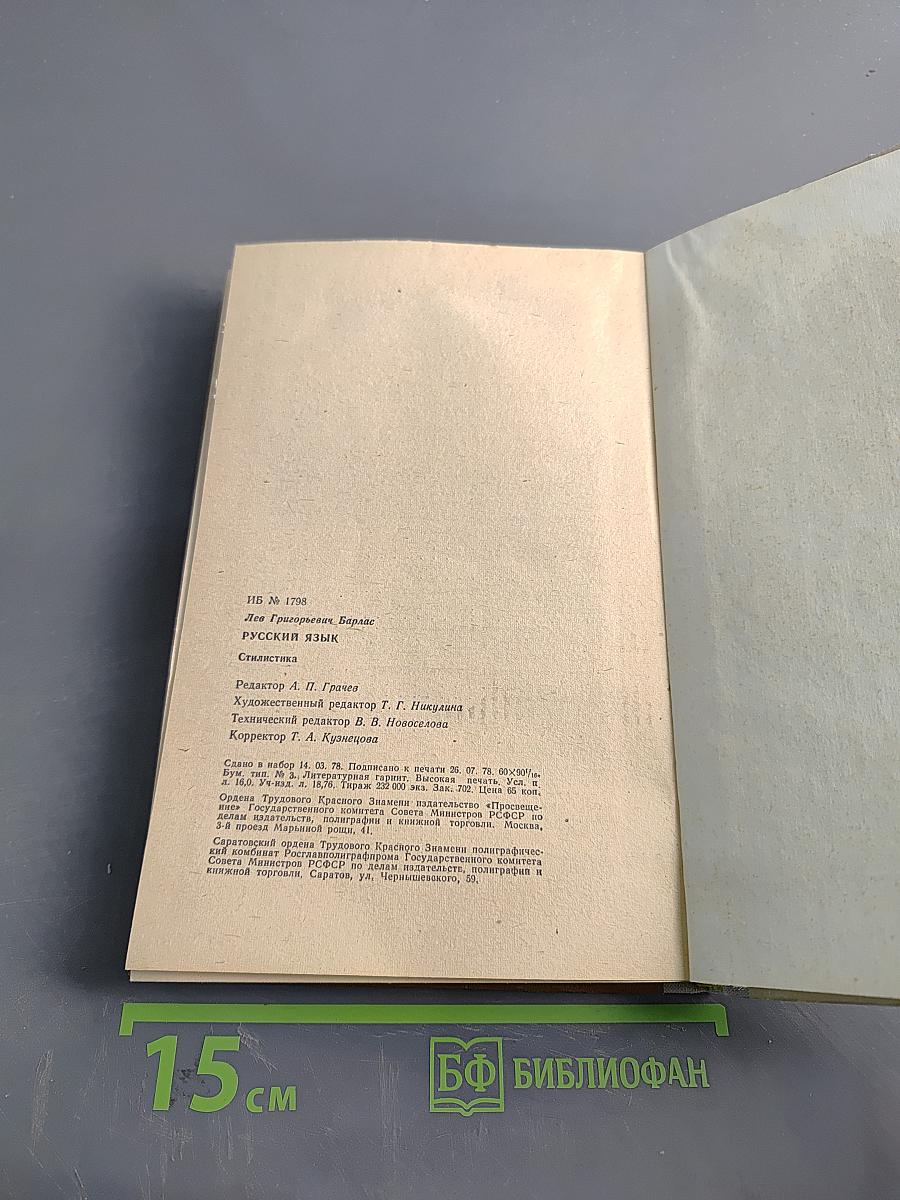 ИБ № 1798
Лев Григорьевич Барлас
РУССКИЙ ЯЗЫК
Стилистика
Редактор А. П. Грачев
Художественный редактор Т. Г. Никулина
Технический редактор В. В. Новоселова
Корректор Т. А. Кузнецова
Сдано в набор 14. 03. 78. Подписано к печати 26. 07. 78. 60×90¹/₁₆.
Бум. тип. № 3. Литературная гарнит. Высокая печать. Усл. п.
л. 16,0. Уч-изд. л. 18,76. Тираж 232 000 экз. Зак. 702. Цена 65 коп.
Ордена Трудового Красного Знамени издательство «Просвеще-
ние» Государственного комитета Совета Министров РСФСР по
делам издательств, полиграфии и книжной торговли. Москва,
3-й проезд Марьиной рощи, 41.
Саратовский ордена Трудового Красного Знамени полиграфичес-
кий комбинат Росглавполиграфпрома Государственного комитета
Совета Министров РСФСР по делам издательств, полиграфии и
книжной торговли. Саратов, ул. Чернышевского, 59.
15 см
БФ БИБЛИОФАН